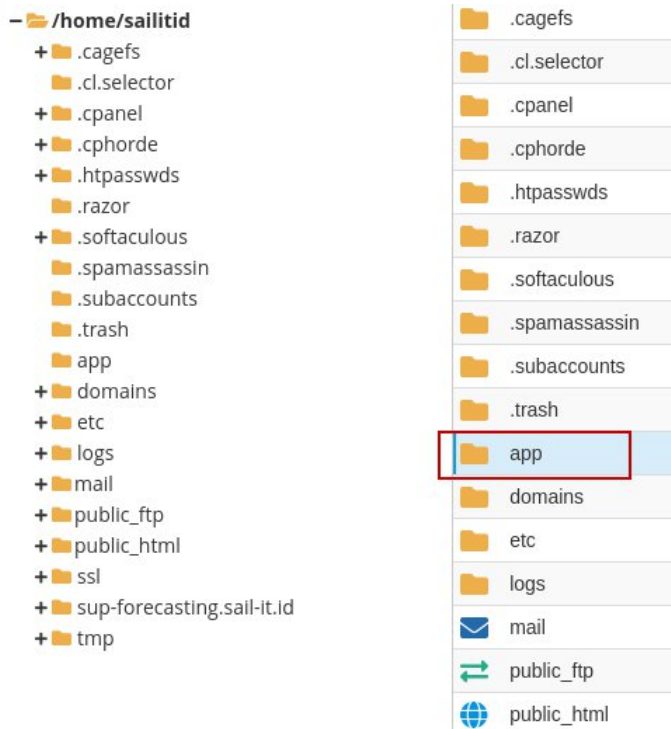 /home/sailitid
.cagefs
.cl.selector
.cpanel
.cphorde
.htpasswds
.razor
.softaculous
.spamassassin
.subaccounts
.trash
app
domains
etc
logs
mail
public_ftp
public_html
ssl
sup-forecasting.sail-it.id
tmp
.cagefs
.cl.selector
.cpanel
.cphorde
.htpasswds
.razor
.softaculous
.spamassassin
.subaccounts
.trash
app
domains
etc
logs
mail
public_ftp
public_html